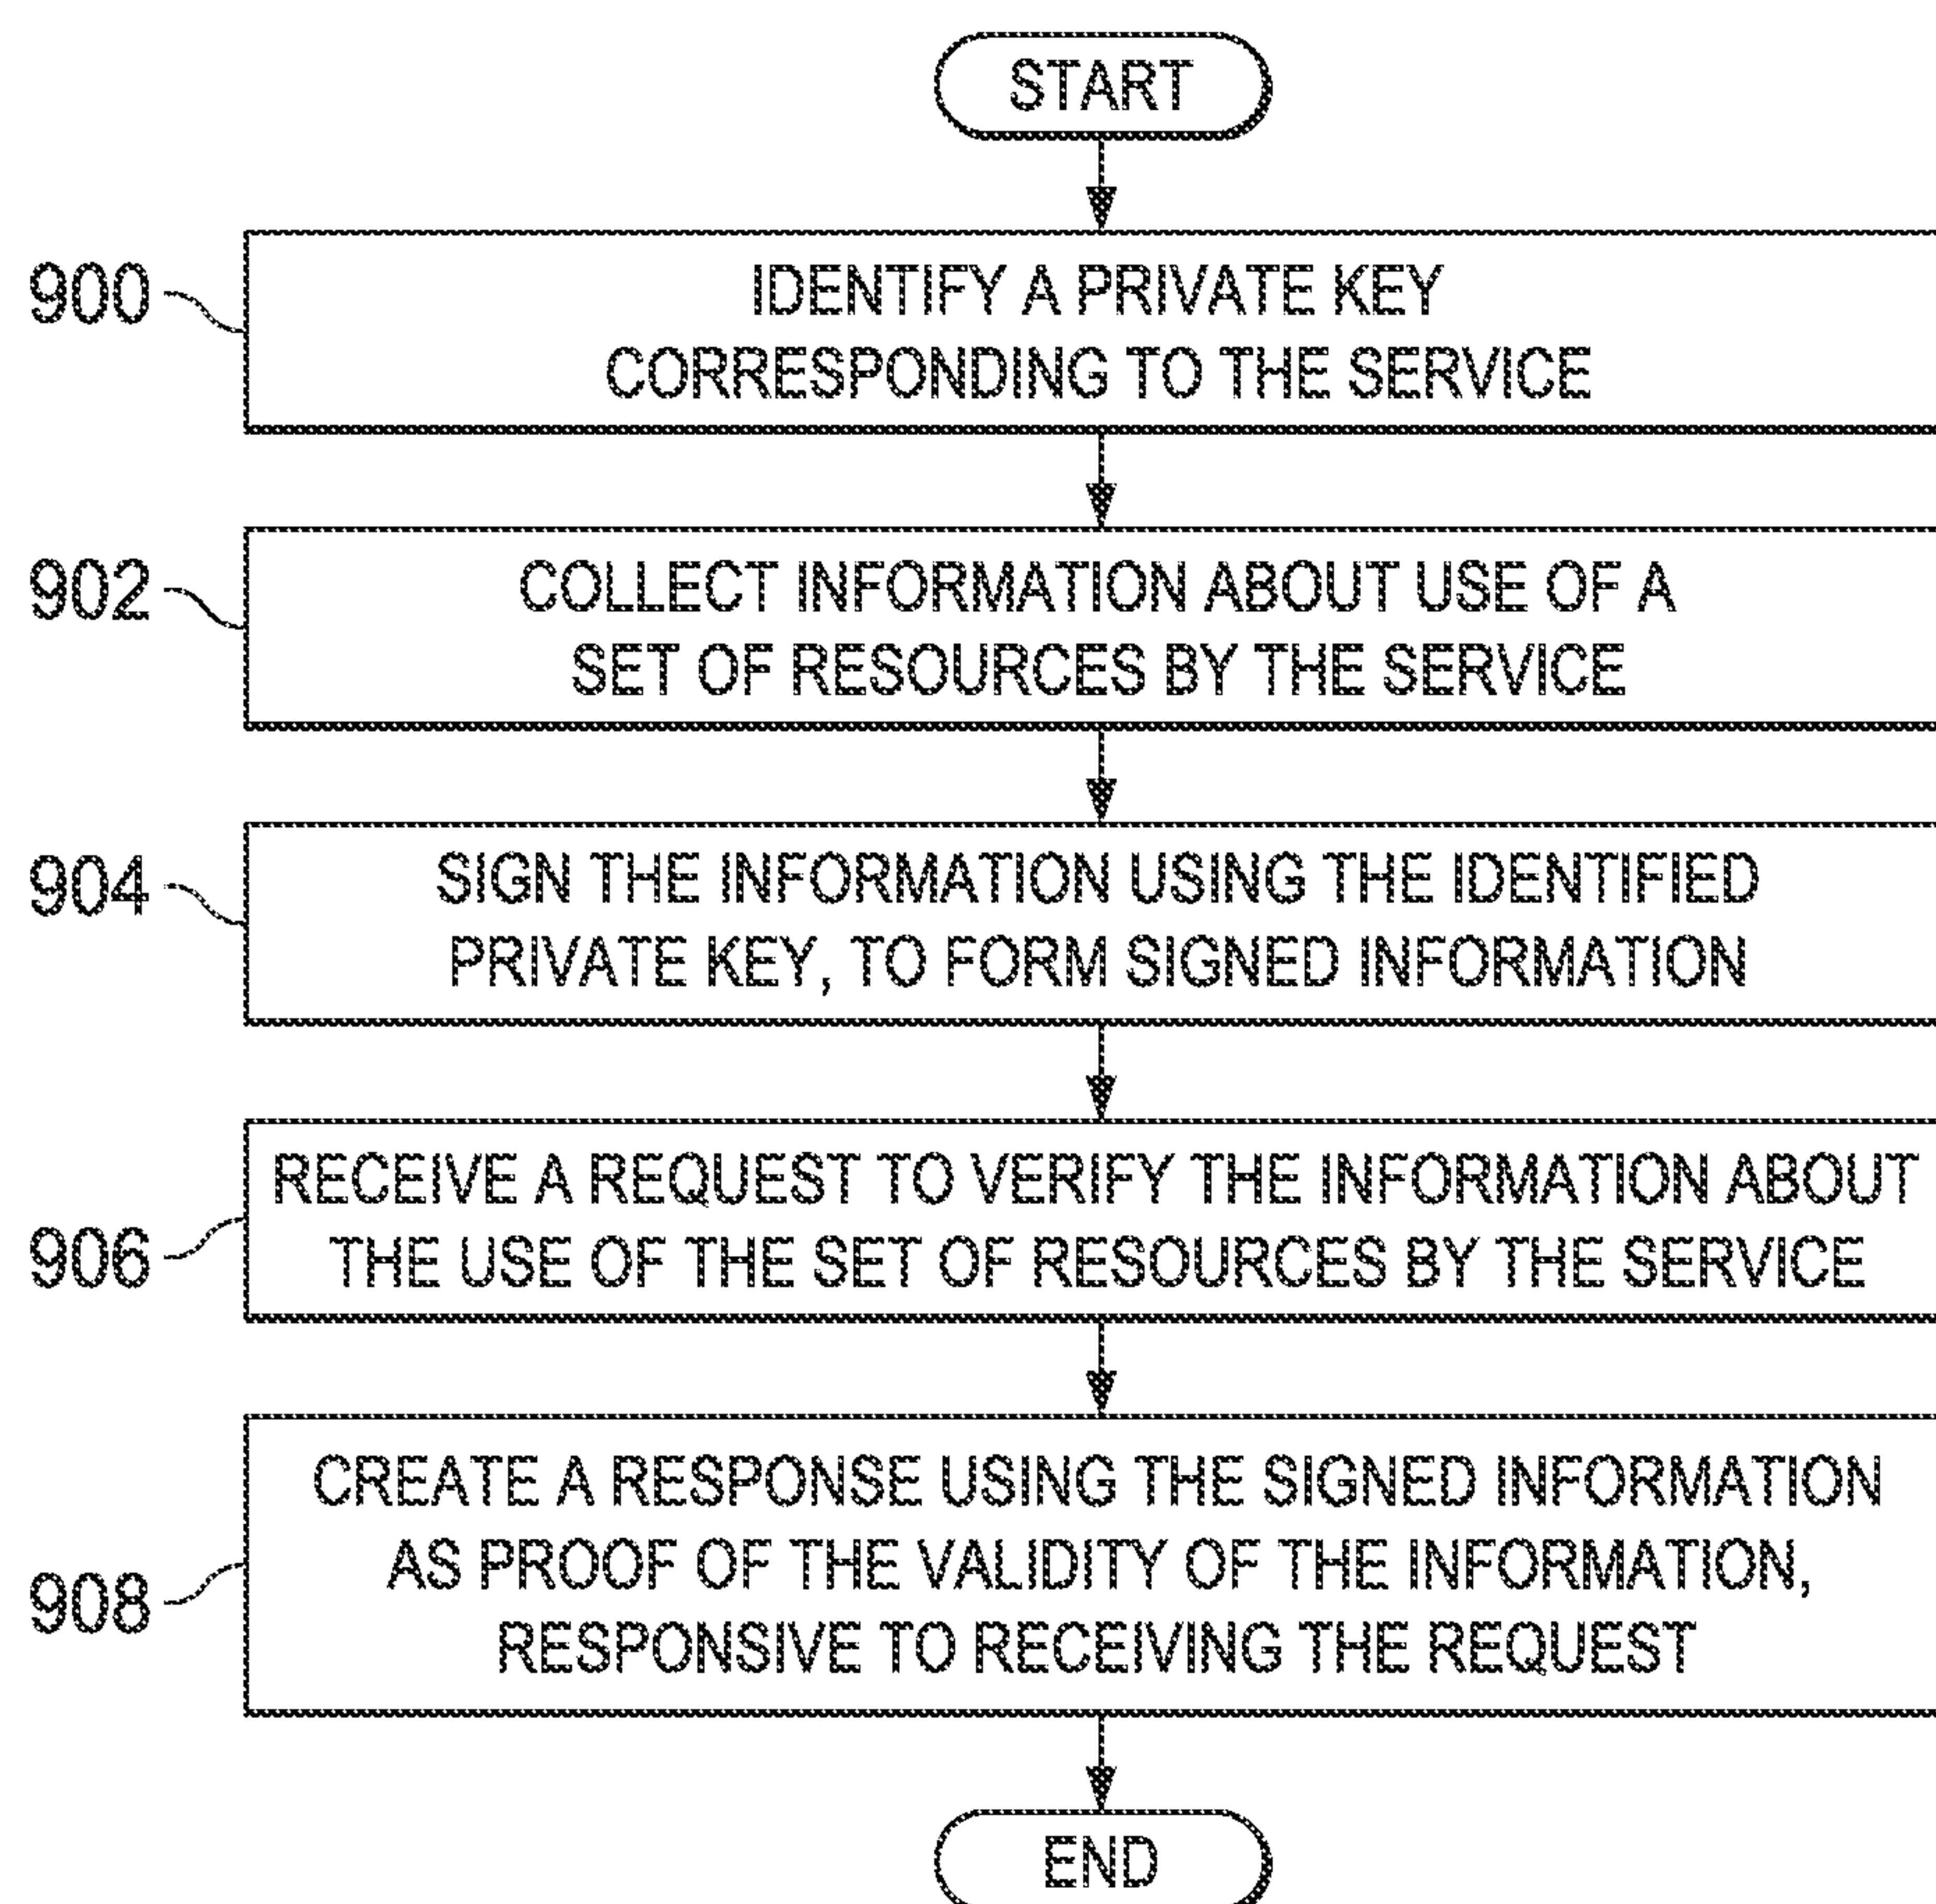 START
900
IDENTIFY A PRIVATE KEY
CORRESPONDING TO THE SERVICE
902
COLLECT INFORMATION ABOUT USE OF A
SET OF RESOURCES BY THE SERVICE
904
SIGN THE INFORMATION USING THE IDENTIFIED
PRIVATE KEY, TO FORM SIGNED INFORMATION
906
RECEIVE A REQUEST TO VERIFY THE INFORMATION ABOUT
THE USE OF THE SET OF RESOURCES BY THE SERVICE
908
CREATE A RESPONSE USING THE SIGNED INFORMATION
AS PROOF OF THE VALIDITY OF THE INFORMATION,
RESPONSIVE TO RECEIVING THE REQUEST
END